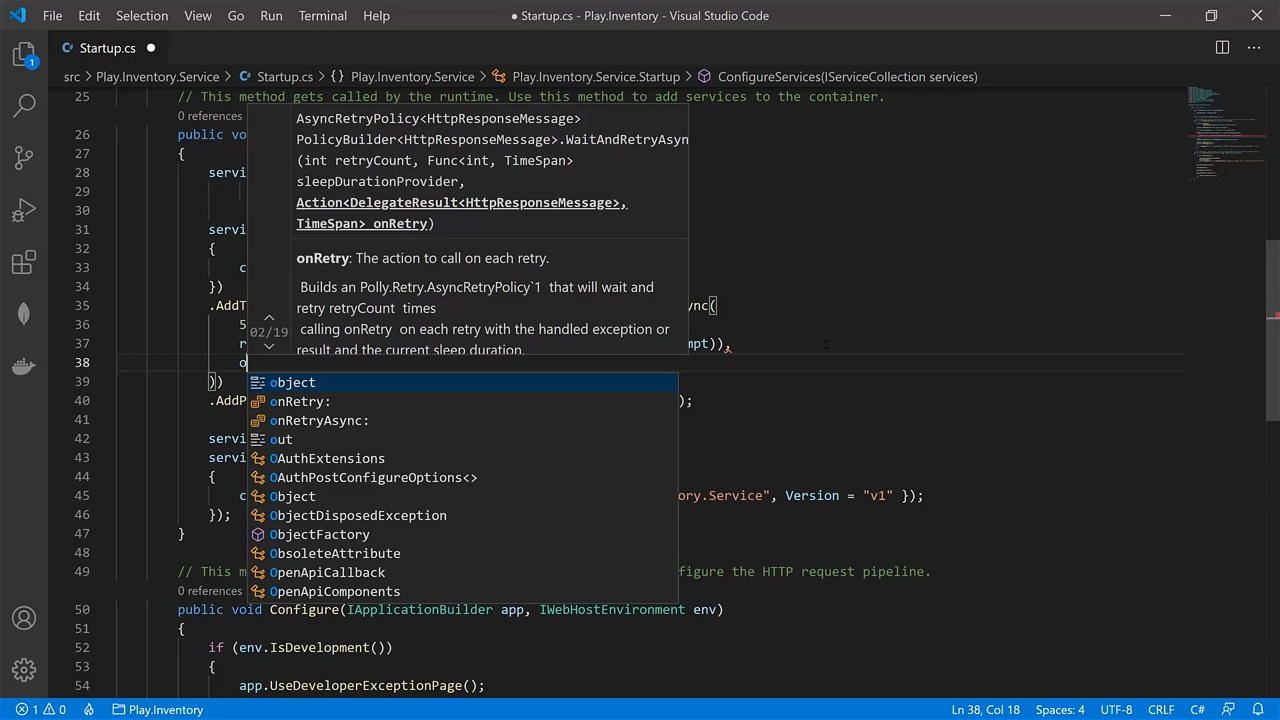 File Edit Selection View Go Run Terminal Help ● Startup.cs - Play.Inventory - Visual Studio Code
Startup.cs ●
src > Play.Inventory.Service > Startup.cs > {} Play.Inventory.Service > Play.Inventory.Service.Startup > ConfigureServices(IServiceCollection services)
25 // This method gets called by the runtime. Use this method to add services to the container.
0 references
26 public vo
27 {
28 servi
29
30
31 servi
32 {
33 c
34 })
35 .AddT nc(
36 5
37 r mpt)),
38 o
39 ))
40 .AddP );
41
42 servi
43 servi
44 {
45 c ory.Service", Version = "v1" });
46 });
47 }
48
49 // This m figure the HTTP request pipeline.
0 references
50 public void Configure(IApplicationBuilder app, IWebHostEnvironment env)
51 {
52 if (env.IsDevelopment())
53 {
54 app.UseDeveloperExceptionPage();
AsyncRetryPolicy<HttpResponseMessage>
PolicyBuilder<HttpResponseMessage>.WaitAndRetryAsyn
(int retryCount, Func<int, TimeSpan>
sleepDurationProvider,
Action<DelegateResult<HttpResponseMessage>,
TimeSpan> onRetry)
onRetry: The action to call on each retry.
Builds an Polly.Retry.AsyncRetryPolicy`1 that will wait and
retry retryCount times
calling onRetry on each retry with the handled exception or
result and the current sleep duration.
02/19
object
onRetry:
onRetryAsync:
out
OAuthExtensions
OAuthPostConfigureOptions<>
Object
ObjectDisposedException
ObjectFactory
ObsoleteAttribute
OpenApiCallback
OpenApiComponents
1
1 0 Play.Inventory Ln 38, Col 18 Spaces: 4 UTF-8 CRLF C#